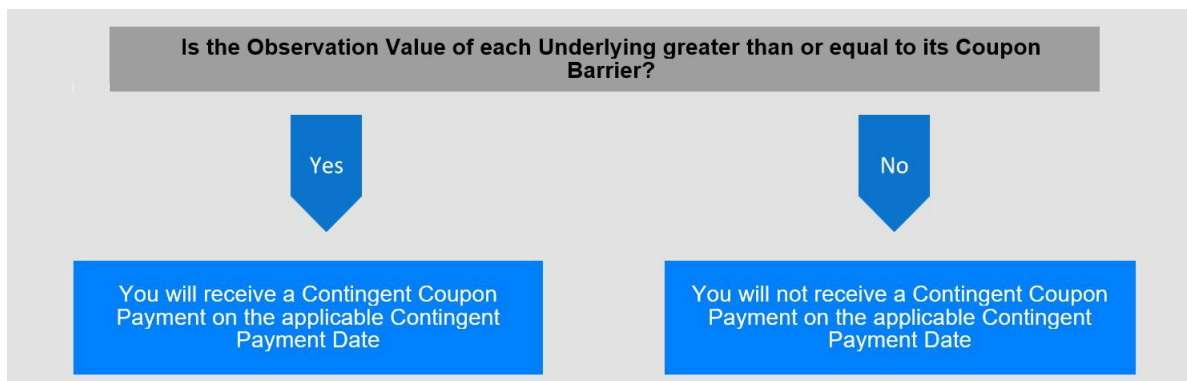 Is the Observation Value of each Underlying greater than or equal to its Coupon
Barrier?
Yes
No
You will receive a Contingent Coupon
Payment on the applicable Contingent
Payment Date
You will not receive a Contingent Coupon
Payment on the applicable Contingent
Payment Date